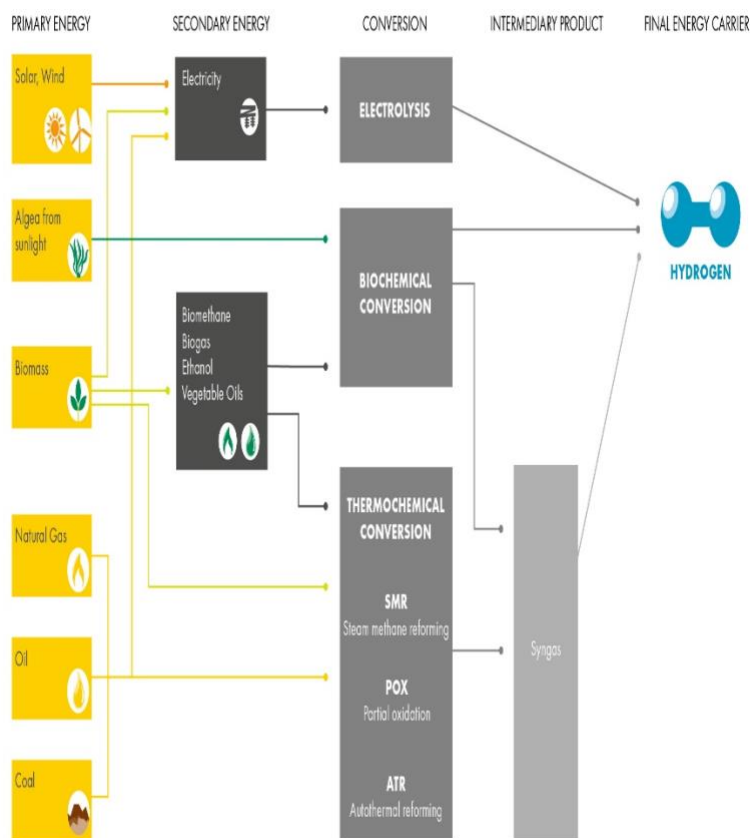 PRIMARY ENERGY
SECONDARY ENERGY
CONVERSION
INTERMEDIARY PRODUCT
FINAL ENERGY CARRIER
Solar, Wind
Electricity
ELECTROLYSIS
Algea from
sunlight
BIOCHEMICAL
CONVERSION
HYDROGEN
Biomethane
Biogas
Ethanol
Vegetable Oils
Biomass
THERMOCHEMICAL
CONVERSION
Natural Gas
SMR
Steam methane reforming
Syngas
Oil
POX
Partial oxidation
Coal
ATR
Autothermal reforming